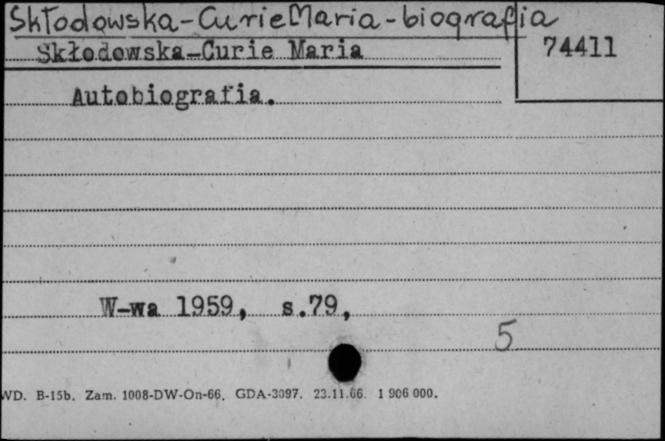 Skłodowska-Curie Maria-biografia
Skłodowska-Curie Maria
74411
Autobiografia.
W-wa 1959, s.79,
5
WD. B-15b. Zam. 1008-DW-On-66. GDA-3097. 23.11.66. 1 906 000.